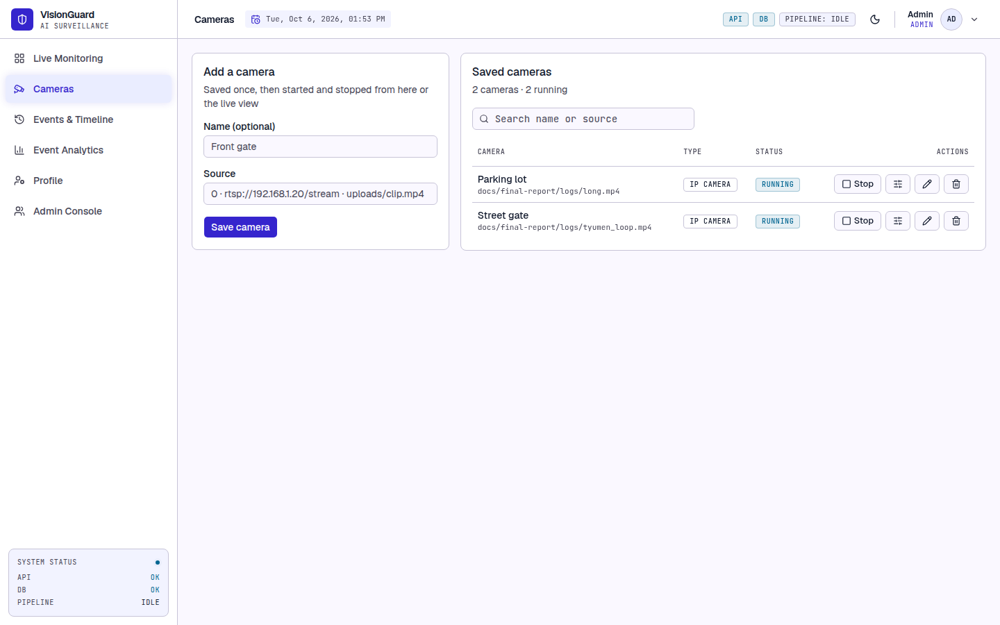 VisionGuard
AI SURVEILLANCE
Live Monitoring
Cameras
Events & Timeline
Event Analytics
Profile
Admin Console
SYSTEM STATUS
API OK
DB OK
PIPELINE IDLE
Cameras
Tue, Oct 6, 2026, 01:53 PM
API
DB
PIPELINE: IDLE
Admin
ADMIN
AD
Add a camera
Saved once, then started and stopped from here or
the live view
Name (optional)
Front gate
Source
0 · rtsp://192.168.1.20/stream · uploads/clip.mp4
Save camera
Saved cameras
2 cameras · 2 running
Search name or source
CAMERA TYPE STATUS ACTIONS
Parking lot
docs/final-report/logs/long.mp4
IP CAMERA RUNNING Stop
Street gate
docs/final-report/logs/tyumen_loop.mp4
IP CAMERA RUNNING Stop